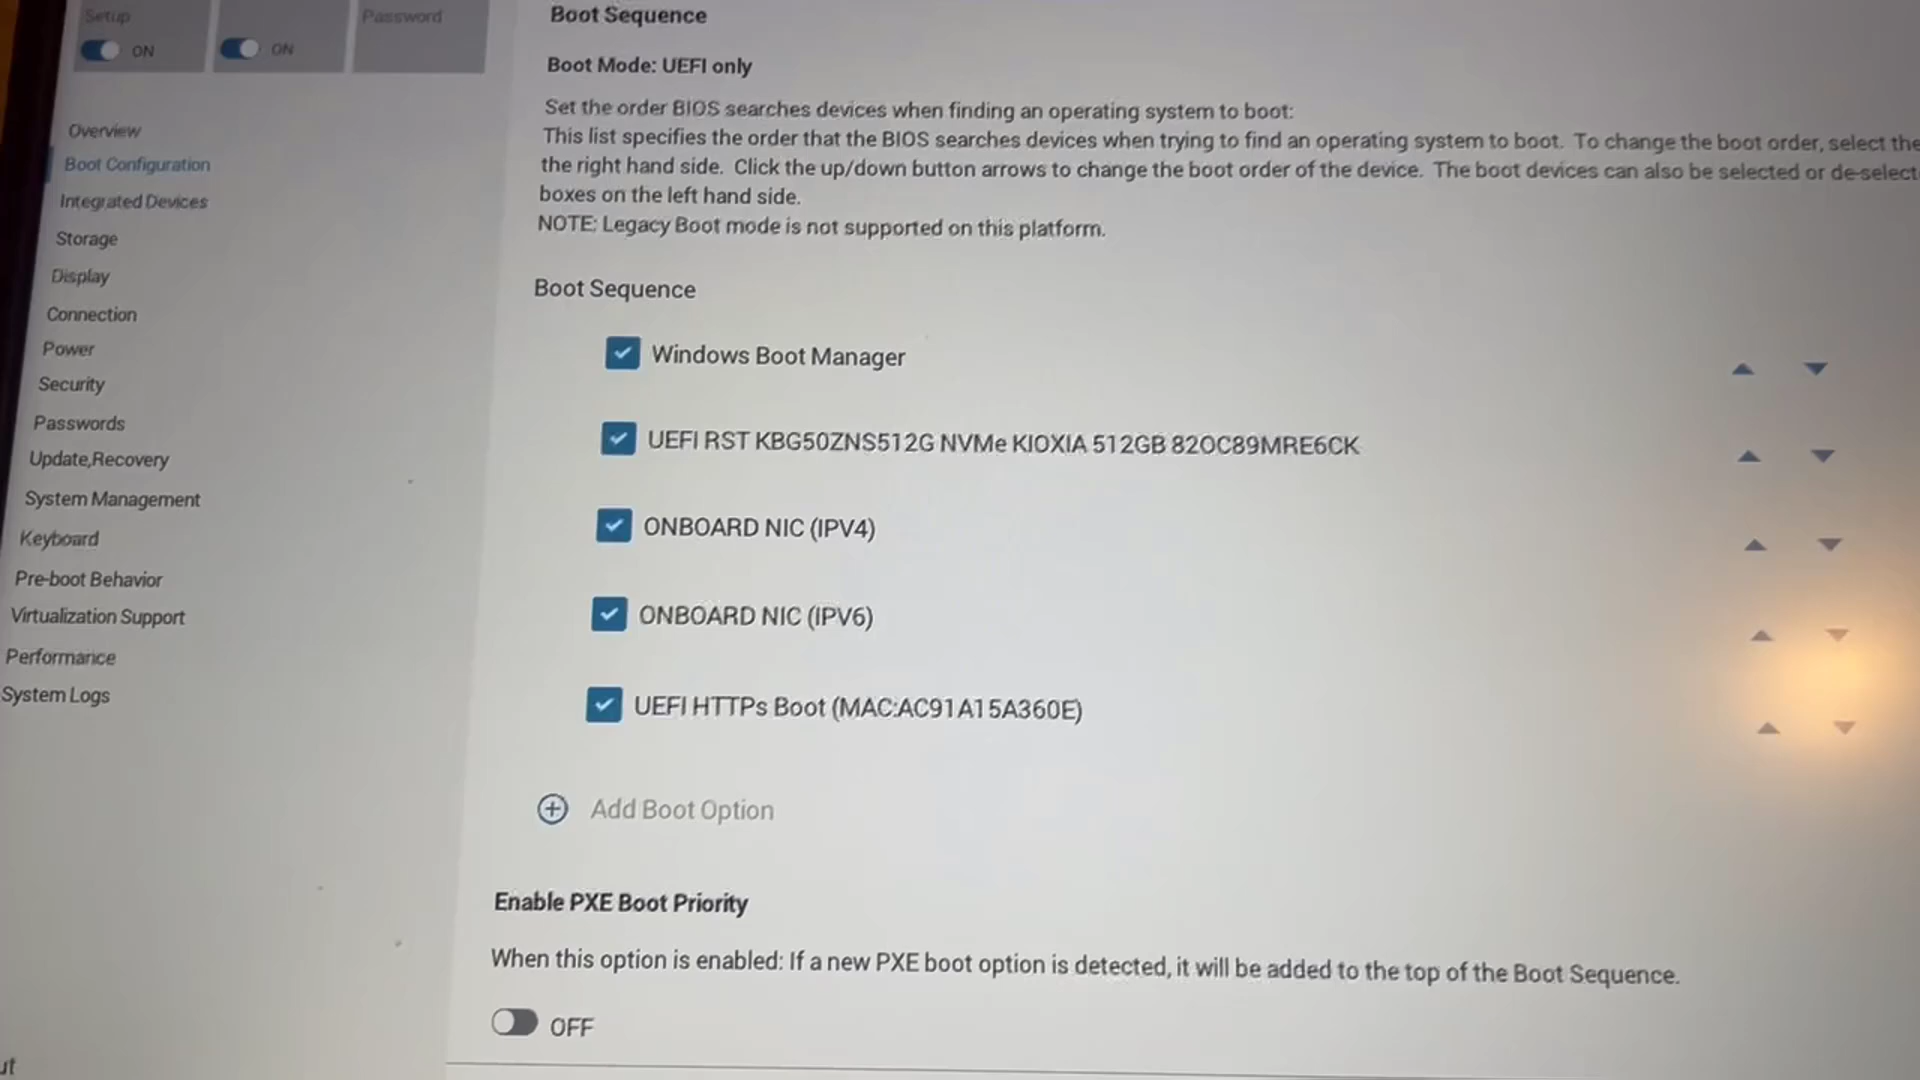 Setup
ON
ON
Password
Overview
Boot Configuration
Integrated Devices
Storage
Display
Connection
Power
Security
Passwords
Update,Recovery
System Management
Keyboard
Pre-boot Behavior
Virtualization Support
Performance
System Logs
Boot Sequence
Boot Mode: UEFI only
Set the order BIOS searches devices when finding an operating system to boot:
This list specifies the order that the BIOS searches devices when trying to find an operating system to boot. To change the boot order, select the
the right hand side. Click the up/down button arrows to change the boot order of the device. The boot devices can also be selected or de-select
boxes on the left hand side.
NOTE: Legacy Boot mode is not supported on this platform.
Boot Sequence
Windows Boot Manager
UEFI RST KBG50ZNS512G NVMe KIOXIA 512GB 82OC89MRE6CK
ONBOARD NIC (IPV4)
ONBOARD NIC (IPV6)
UEFI HTTPs Boot (MAC:AC91A15A360E)
Add Boot Option
Enable PXE Boot Priority
When this option is enabled: If a new PXE boot option is detected, it will be added to the top of the Boot Sequence.
OFF